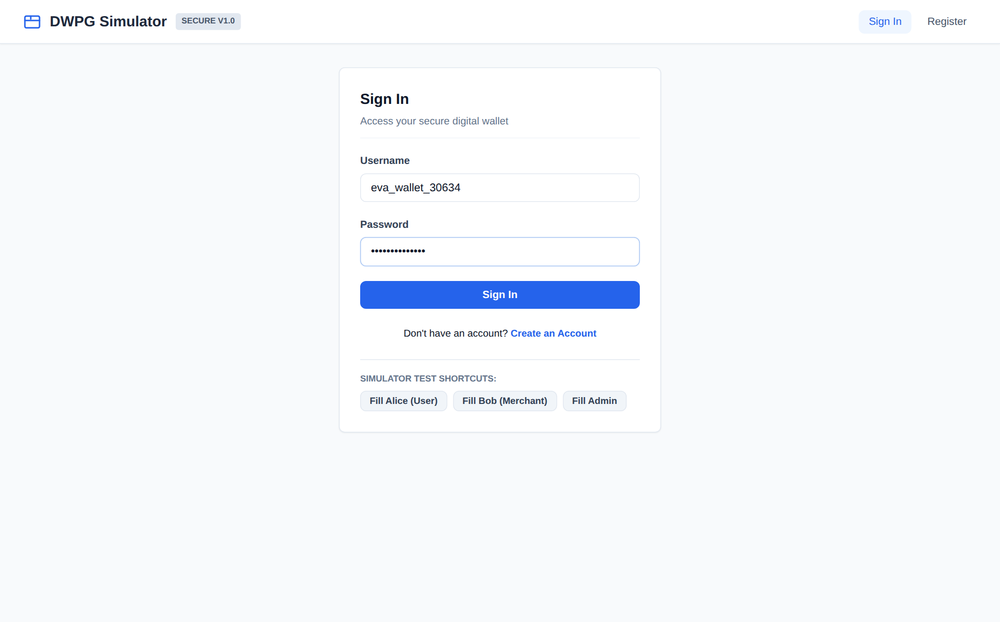 DWPG Simulator SECURE V1.0 Sign In Register
Sign In
Access your secure digital wallet
Username
eva_wallet_30634
Password
••••••••••••••
Sign In
Don't have an account? Create an Account
SIMULATOR TEST SHORTCUTS:
Fill Alice (User) Fill Bob (Merchant) Fill Admin